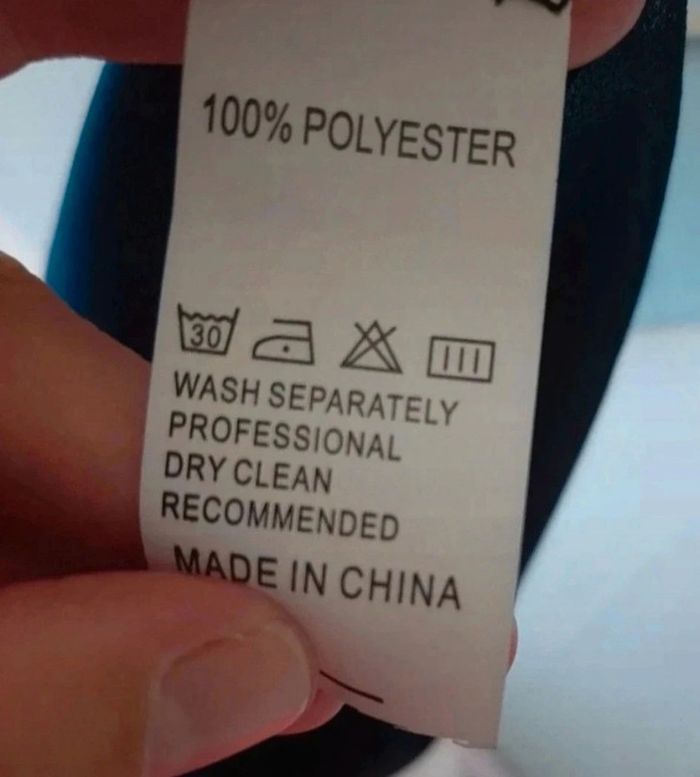 100% POLYESTER
30
WASH SEPARATELY
PROFESSIONAL
DRY CLEAN
RECOMMENDED
MADE IN CHINA